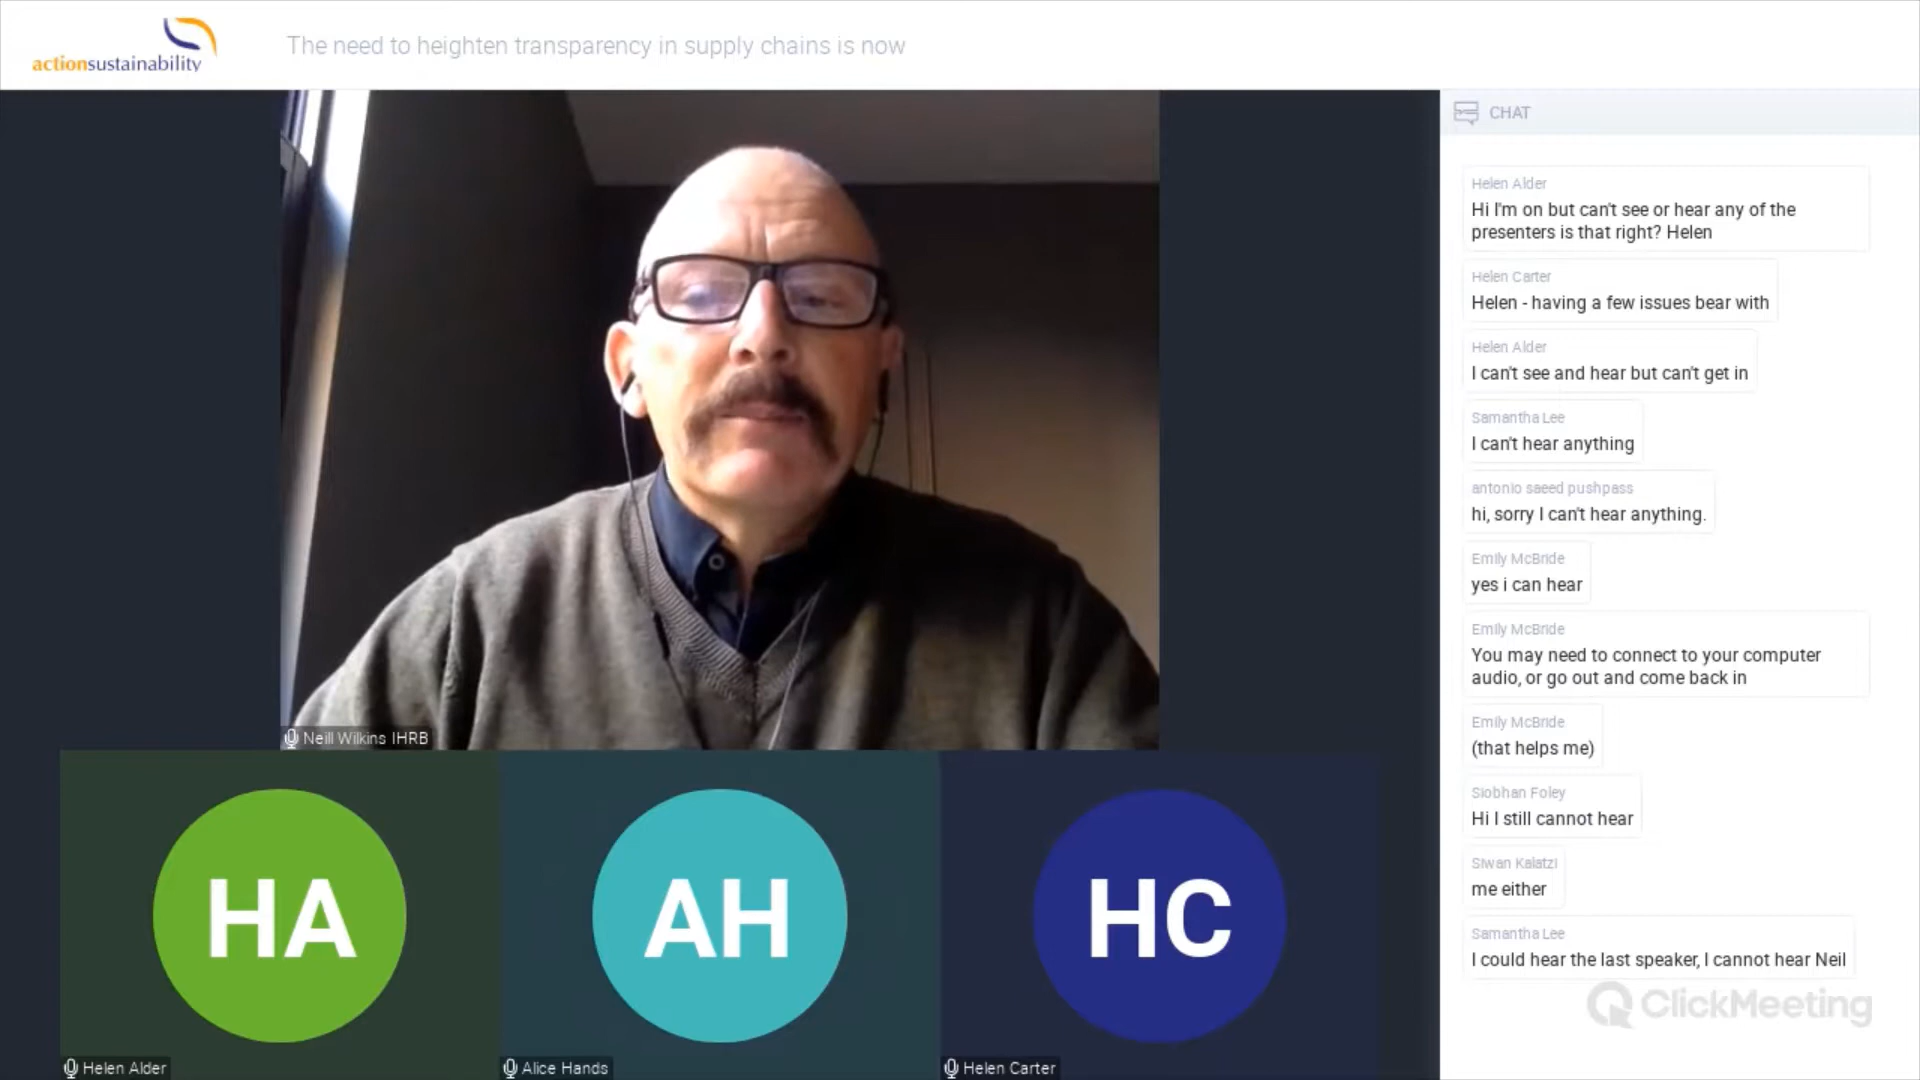 actionsustainability
The need to heighten transparency in supply chains is now
CHAT
Helen Alder
Hi I'm on but can't see or hear any of the
presenters is that right? Helen
Helen Carter
Helen - having a few issues bear with
Helen Alder
I can't see and hear but can't get in
Samantha Lee
I can't hear anything
antonio saeed pushpass
hi, sorry I can't hear anything.
Emily McBride
yes i can hear
Emily McBride
You may need to connect to your computer
audio, or go out and come back in
Emily McBride
(that helps me)
Siobhan Foley
Hi I still cannot hear
Siwan Kalatzi
me either
Samantha Lee
I could hear the last speaker, I cannot hear Neil
ClickMeeting
Neill Wilkins IHRB
HA
AH
HC
Helen Alder
Alice Hands
Helen Carter